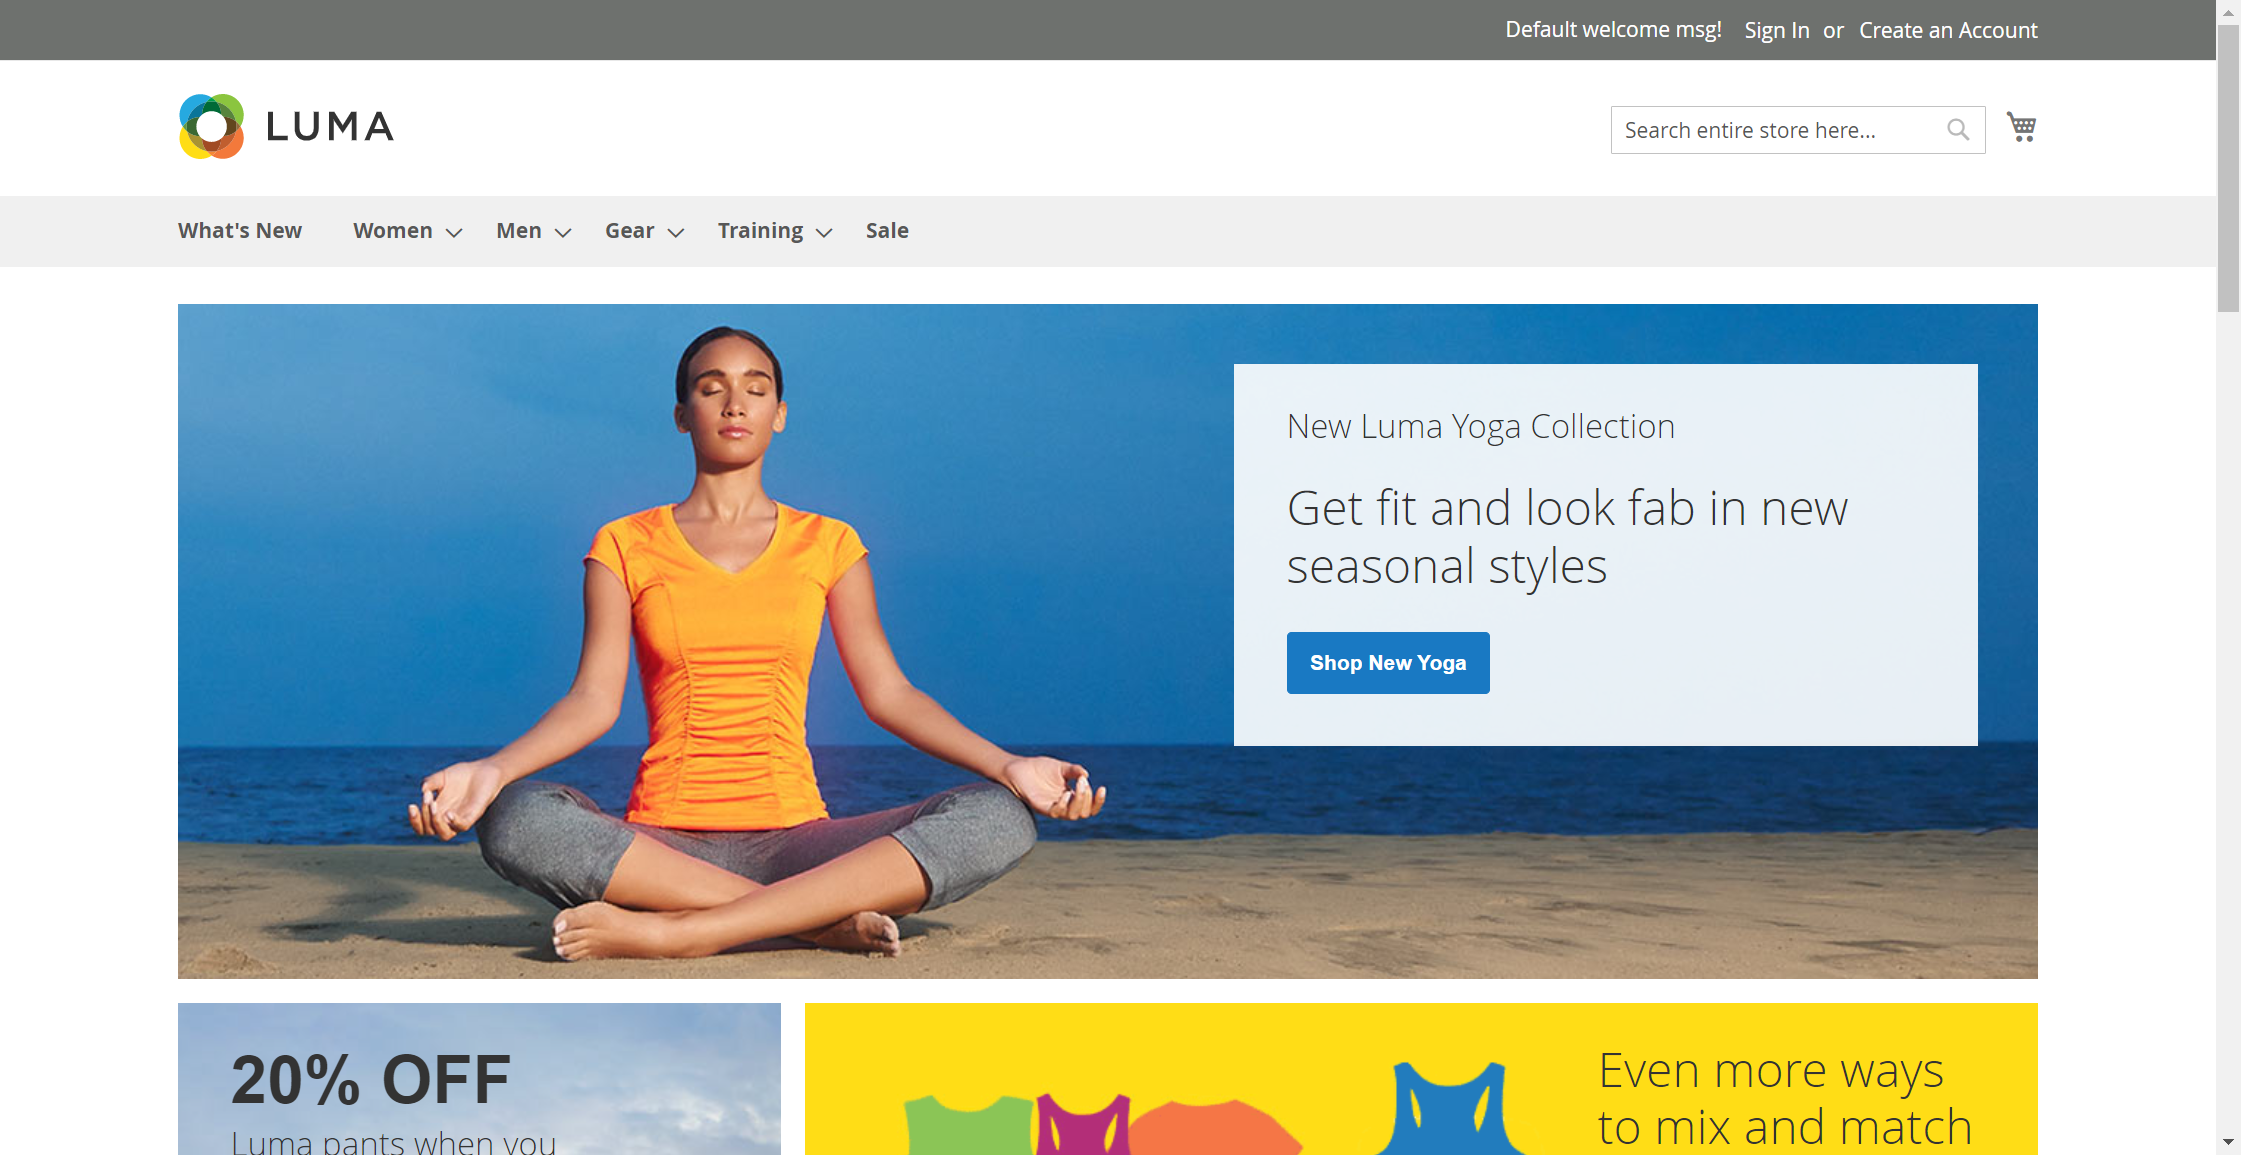 Default welcome msg! Sign In or Create an Account
LUMA
Search entire store here...
What's New Women Men Gear Training Sale
New Luma Yoga Collection
Get fit and look fab in new
seasonal styles
Shop New Yoga
20% OFF
Luma pants when you
Even more ways
to mix and match